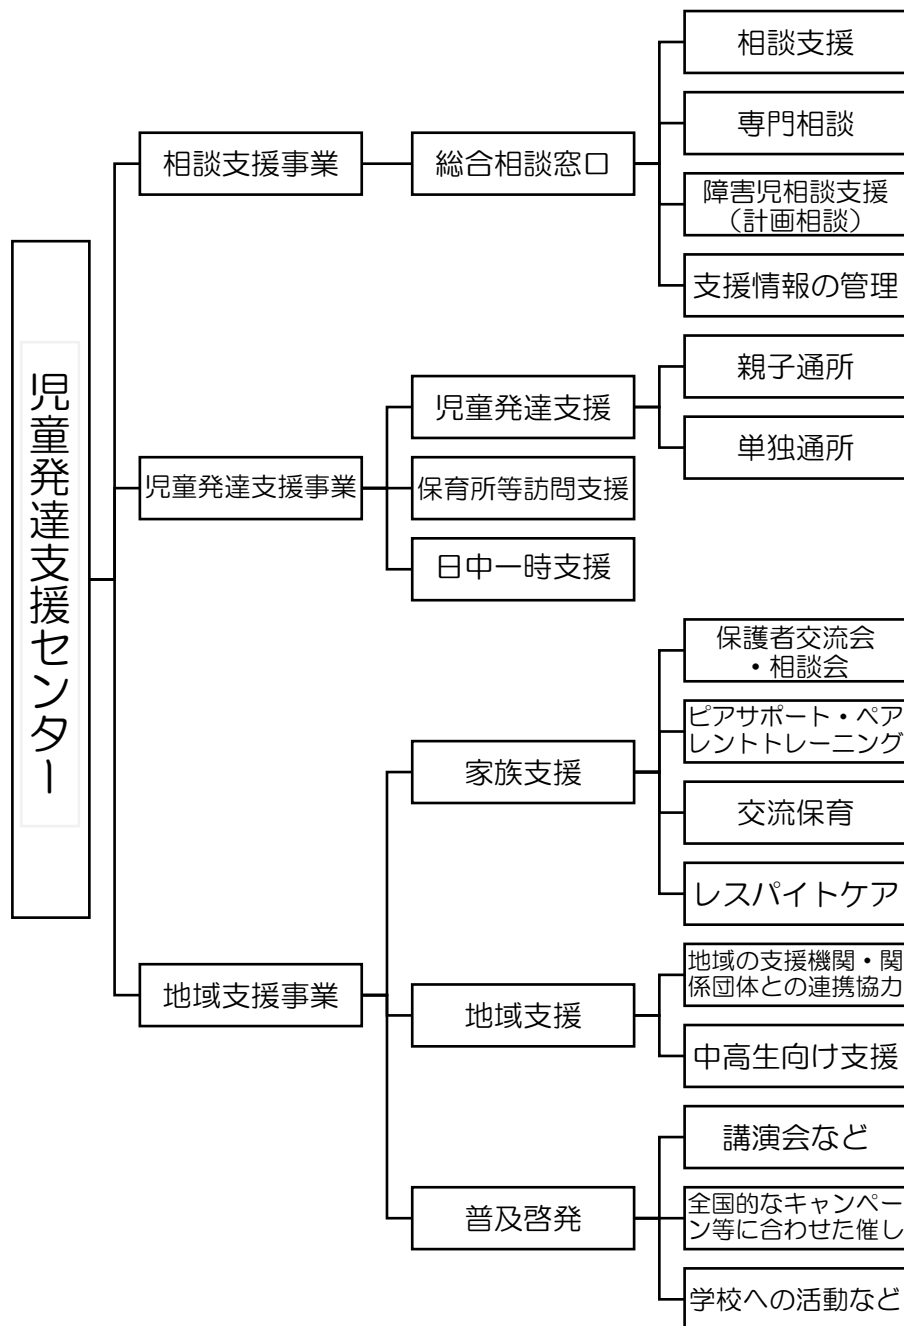 児童発達支援センター
相談支援事業
総合相談窓口
相談支援
専門相談
障害児相談支援
（計画相談）
支援情報の管理
児童発達支援事業
児童発達支援
親子通所
単独通所
保育所等訪問支援
日中一時支援
地域支援事業
家族支援
保護者交流会
・相談会
ピアサポート・ペア
レントトレーニング
交流保育
レスパイトケア
地域支援
地域の支援機関・関
係団体との連携協力
中高生向け支援
普及啓発
講演会など
全国的なキャンペー
ン等に合わせた催し
学校への活動など